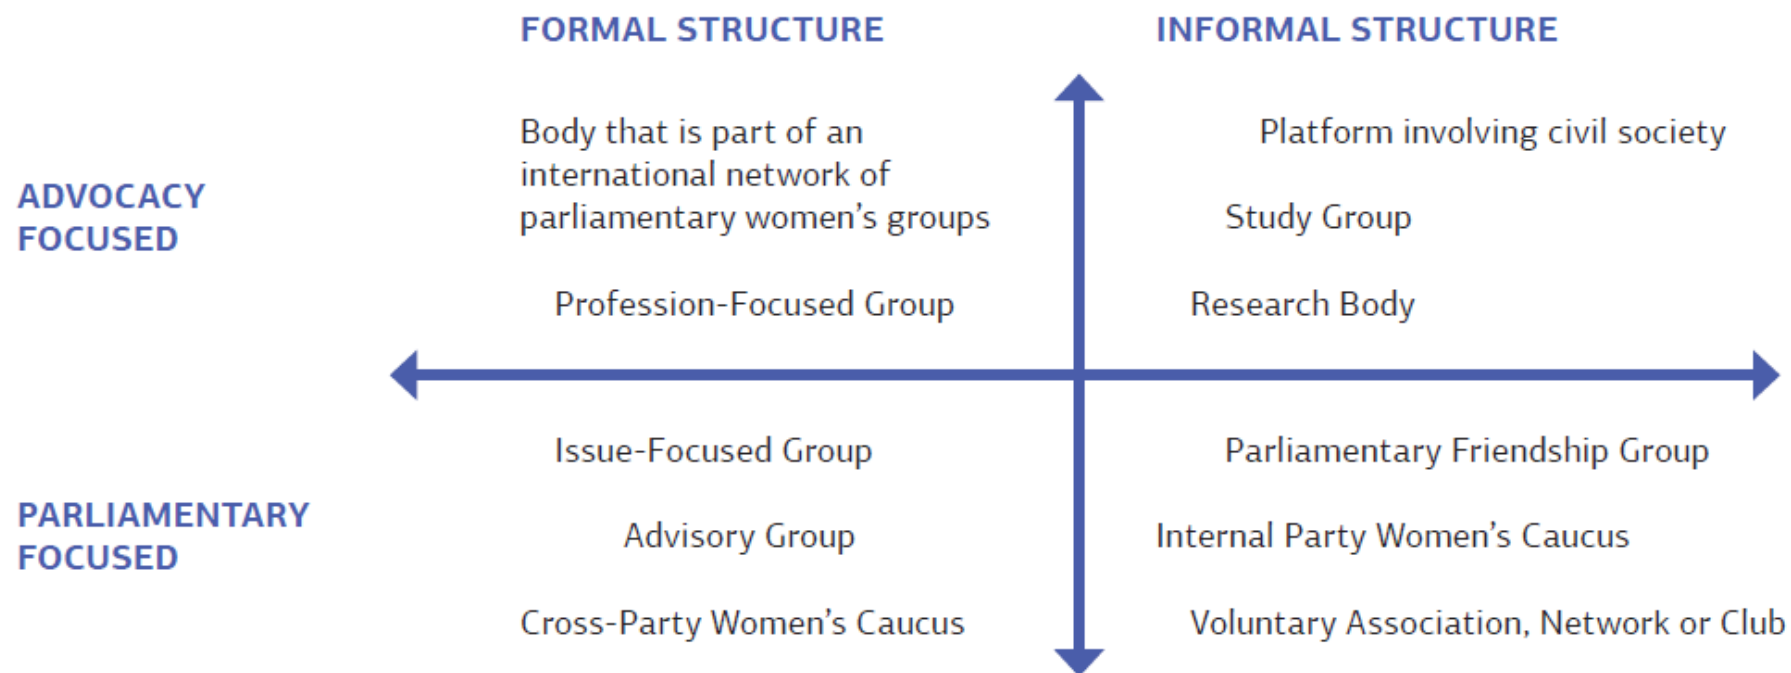 FORMAL STRUCTURE
INFORMAL STRUCTURE
ADVOCACY
FOCUSED
Body that is part of an
international network of
parliamentary women’s groups
Profession-Focused Group
Platform involving civil society
Study Group
Research Body
PARLIAMENTARY
FOCUSED
Issue-Focused Group
Advisory Group
Cross-Party Women’s Caucus
Parliamentary Friendship Group
Internal Party Women’s Caucus
Voluntary Association, Network or Club